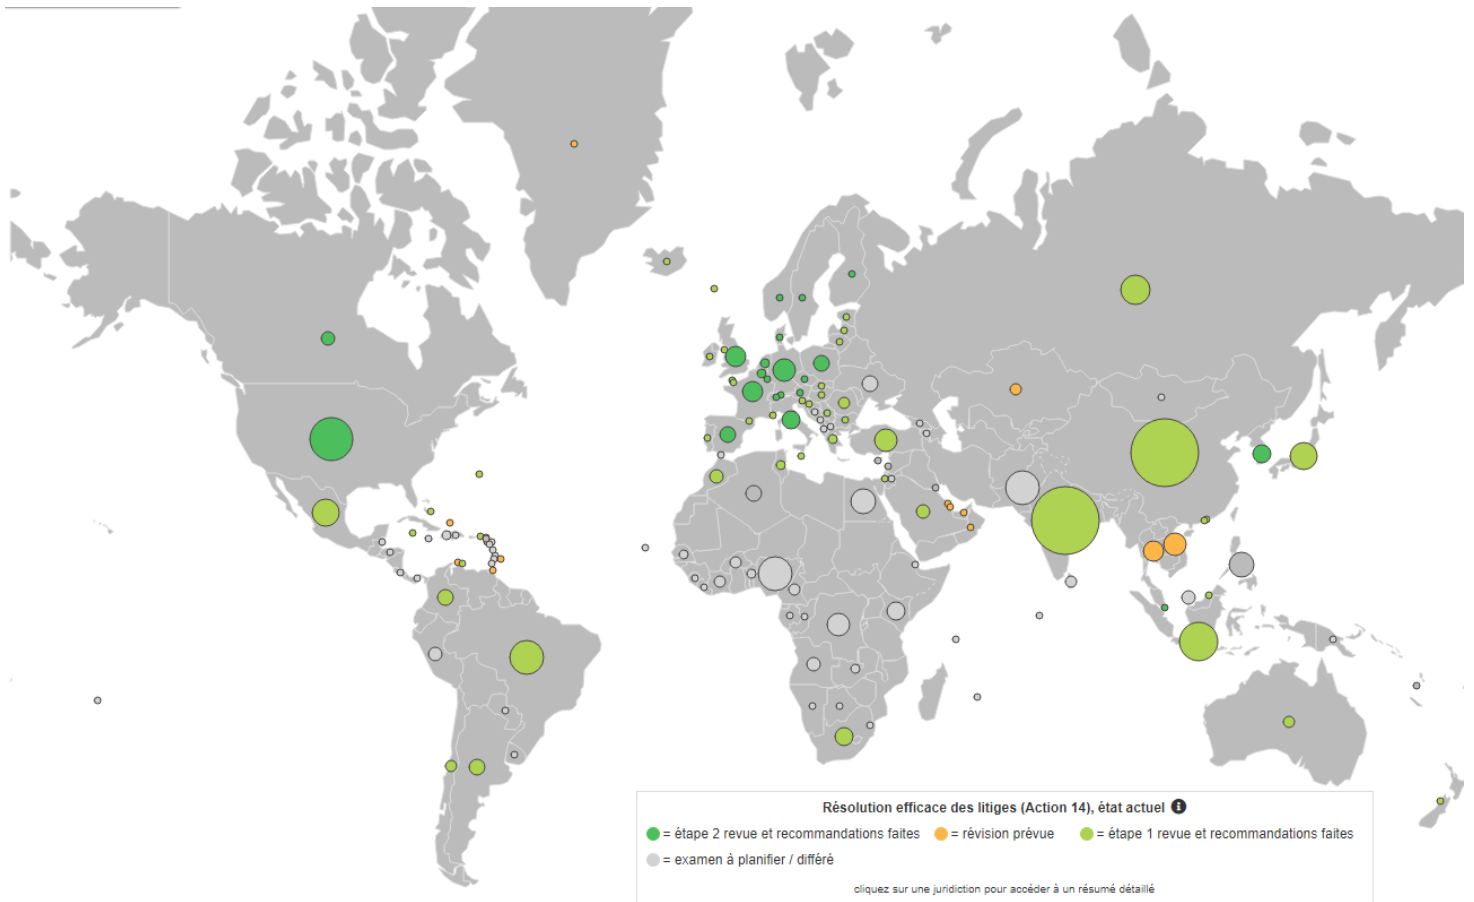 Résolution efficace des litiges (Action 14), état actuel
= étape 2 revue et recommandations faites = révision prévue = étape 1 revue et recommandations faites
= examen à planifier / différé
cliquez sur une juridiction pour accéder à un résumé détaillé